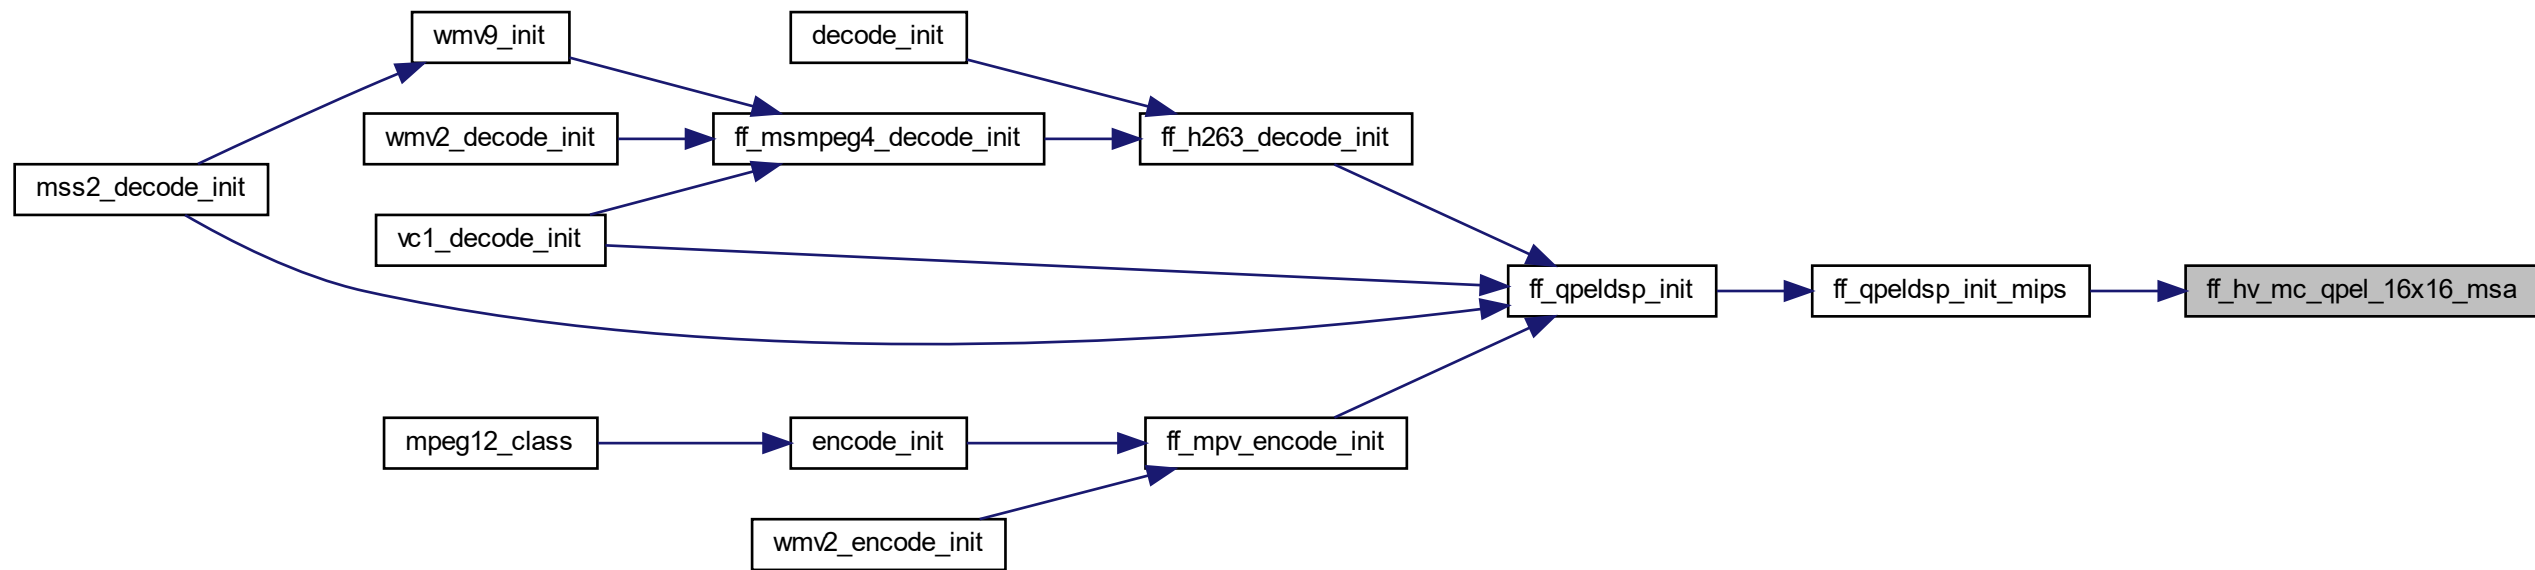 wmv9_init
decode_init
wmv2_decode_init
ff_msmpeg4_decode_init
ff_h263_decode_init
mss2_decode_init
vc1_decode_init
ff_qpeldsp_init
ff_qpeldsp_init_mips
ff_hv_mc_qpel_16x16_msa
mpeg12_class
encode_init
ff_mpv_encode_init
wmv2_encode_init